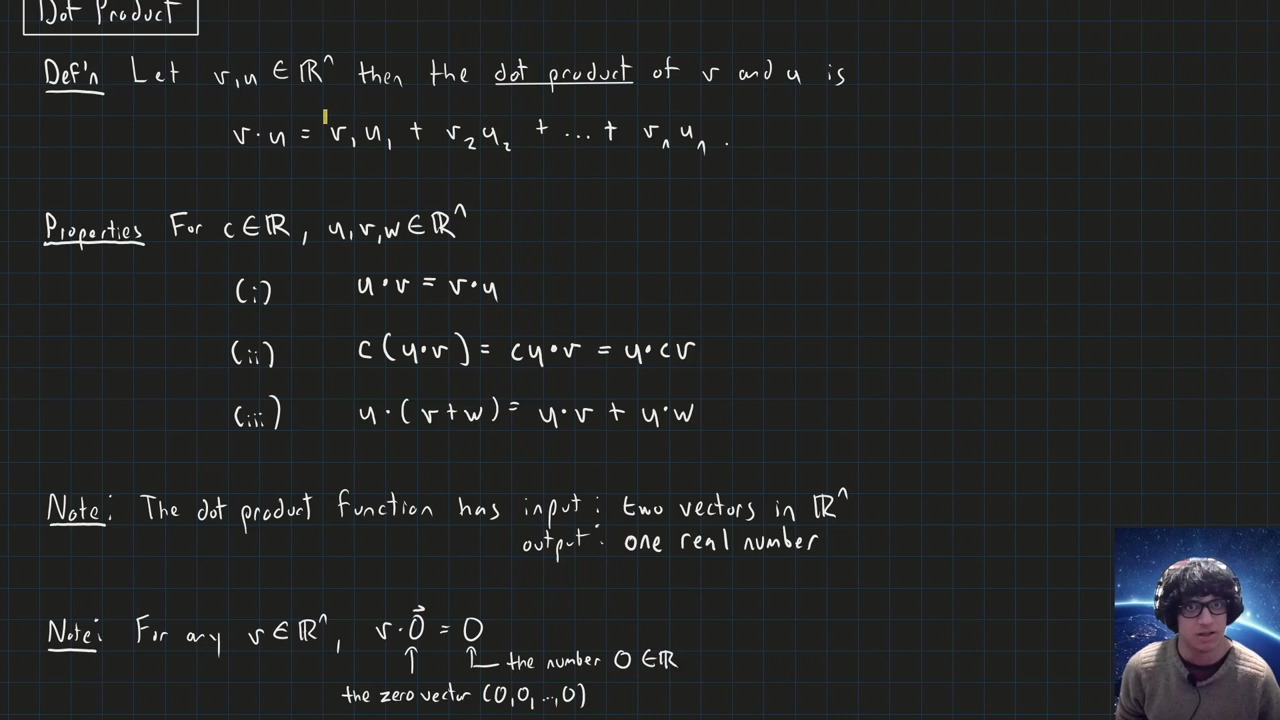 Dot Product
Def'n Let v,u ∈ ℝⁿ then the dot product of v and u is
v·u = v₁u₁ + v₂u₂ + ... + vₙuₙ .
Properties For c∈ℝ, u,v,w∈ℝⁿ
(i) u·v = v·u
(ii) c(u·v) = cu·v = u·cv
(iii) u·(v+w) = u·v + u·w
Note: The dot product function has input: two vectors in ℝⁿ
output: one real number
Note: For any v∈ℝⁿ, v·0⃗ = 0
the number 0 ∈ℝ
the zero vector (0,0,...,0)